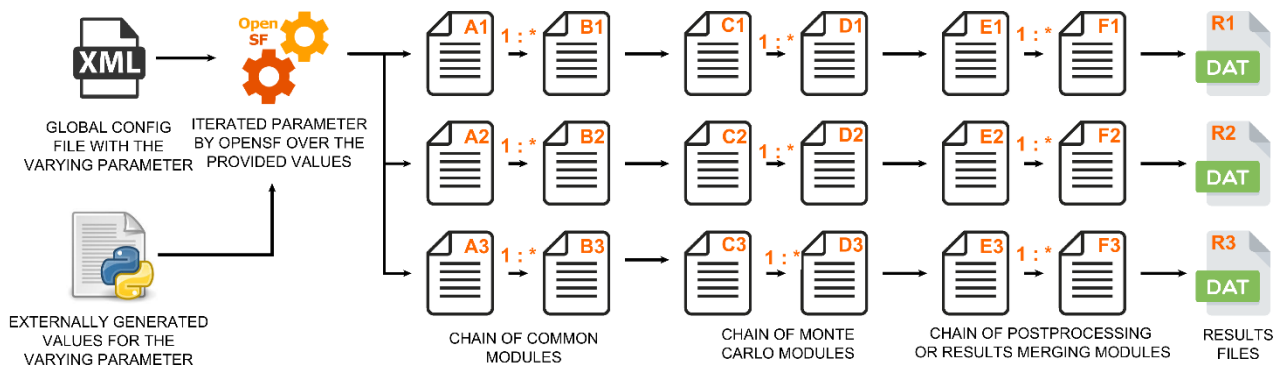 XML
GLOBAL CONFIG
FILE WITH THE
VARYING PARAMETER
Open
SF
ITERATED PARAMETER
BY OPENSF OVER THE
PROVIDED VALUES
EXTERNALLY GENERATED
VALUES FOR THE
VARYING PARAMETER
A1 1 : * B1 C1 1 : * D1 E1 1 : * F1 R1
DAT
A2 1 : * B2 C2 1 : * D2 E2 1 : * F2 R2
DAT
A3 1 : * B3 C3 1 : * D3 E3 1 : * F3 R3
DAT
CHAIN OF COMMON
MODULES
CHAIN OF MONTE
CARLO MODULES
CHAIN OF POSTPROCESSING
OR RESULTS MERGING MODULES
RESULTS
FILES